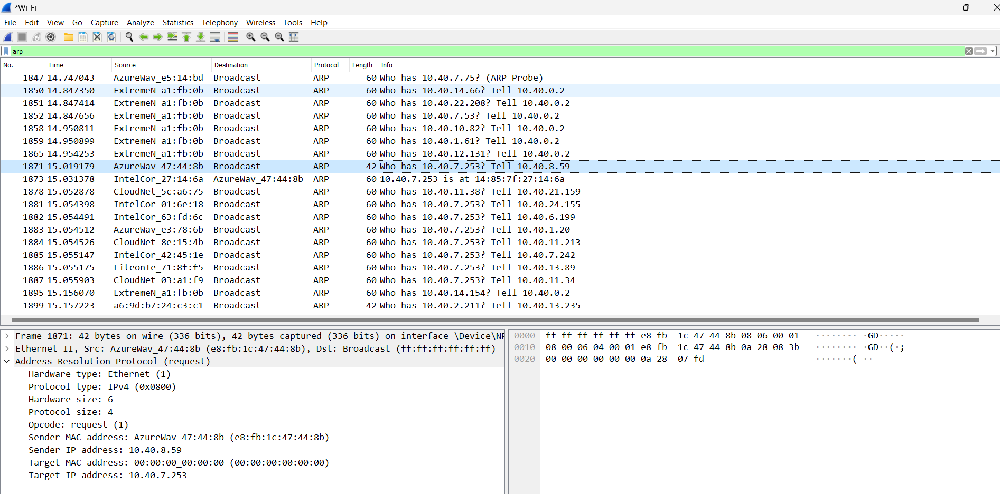 *Wi-Fi
File Edit View Go Capture Analyze Statistics Telephony Wireless Tools Help
arp
No. Time Source Destination Protocol Length Info
1847 14.747043 AzureWav_e5:14:bd Broadcast ARP 60 Who has 10.40.7.75? (ARP Probe)
1850 14.847350 ExtremeN_a1:fb:0b Broadcast ARP 60 Who has 10.40.14.66? Tell 10.40.0.2
1851 14.847414 ExtremeN_a1:fb:0b Broadcast ARP 60 Who has 10.40.22.208? Tell 10.40.0.2
1852 14.847656 ExtremeN_a1:fb:0b Broadcast ARP 60 Who has 10.40.7.53? Tell 10.40.0.2
1858 14.950811 ExtremeN_a1:fb:0b Broadcast ARP 60 Who has 10.40.10.82? Tell 10.40.0.2
1859 14.950899 ExtremeN_a1:fb:0b Broadcast ARP 60 Who has 10.40.1.61? Tell 10.40.0.2
1865 14.954253 ExtremeN_a1:fb:0b Broadcast ARP 60 Who has 10.40.12.131? Tell 10.40.0.2
1871 15.019179 AzureWav_47:44:8b Broadcast ARP 42 Who has 10.40.7.253? Tell 10.40.8.59
1873 15.031378 IntelCor_27:14:6a AzureWav_47:44:8b ARP 60 10.40.7.253 is at 14:85:7f:27:14:6a
1878 15.052878 CloudNet_5c:a6:75 Broadcast ARP 60 Who has 10.40.11.38? Tell 10.40.21.159
1881 15.054398 IntelCor_01:6e:18 Broadcast ARP 60 Who has 10.40.7.253? Tell 10.40.24.155
1882 15.054491 IntelCor_63:fd:6c Broadcast ARP 60 Who has 10.40.7.253? Tell 10.40.6.199
1883 15.054512 AzureWav_e3:78:6b Broadcast ARP 60 Who has 10.40.7.253? Tell 10.40.1.20
1884 15.054526 CloudNet_8e:15:4b Broadcast ARP 60 Who has 10.40.7.253? Tell 10.40.11.213
1885 15.055147 IntelCor_42:45:1e Broadcast ARP 60 Who has 10.40.7.253? Tell 10.40.7.242
1886 15.055175 LiteonTe_71:8f:f5 Broadcast ARP 60 Who has 10.40.7.253? Tell 10.40.13.89
1887 15.055903 CloudNet_03:a1:f9 Broadcast ARP 60 Who has 10.40.7.253? Tell 10.40.11.34
1895 15.156070 ExtremeN_a1:fb:0b Broadcast ARP 60 Who has 10.40.14.154? Tell 10.40.0.2
1899 15.157223 a6:9d:b7:24:c3:c1 Broadcast ARP 42 Who has 10.40.2.211? Tell 10.40.13.235
Frame 1871: 42 bytes on wire (336 bits), 42 bytes captured (336 bits) on interface \Device\NP
Ethernet II, Src: AzureWav_47:44:8b (e8:fb:1c:47:44:8b), Dst: Broadcast (ff:ff:ff:ff:ff:ff)
Address Resolution Protocol (request)
Hardware type: Ethernet (1)
Protocol type: IPv4 (0x0800)
Hardware size: 6
Protocol size: 4
Opcode: request (1)
Sender MAC address: AzureWav_47:44:8b (e8:fb:1c:47:44:8b)
Sender IP address: 10.40.8.59
Target MAC address: 00:00:00_00:00:00 (00:00:00:00:00:00)
Target IP address: 10.40.7.253
0000 ff ff ff ff ff ff e8 fb 1c 47 44 8b 08 06 00 01 ········ ·GD·····
0010 08 00 06 04 00 01 e8 fb 1c 47 44 8b 0a 28 08 3b ········ ·GD··(·;
0020 00 00 00 00 00 00 0a 28 07 fd ·······( ··